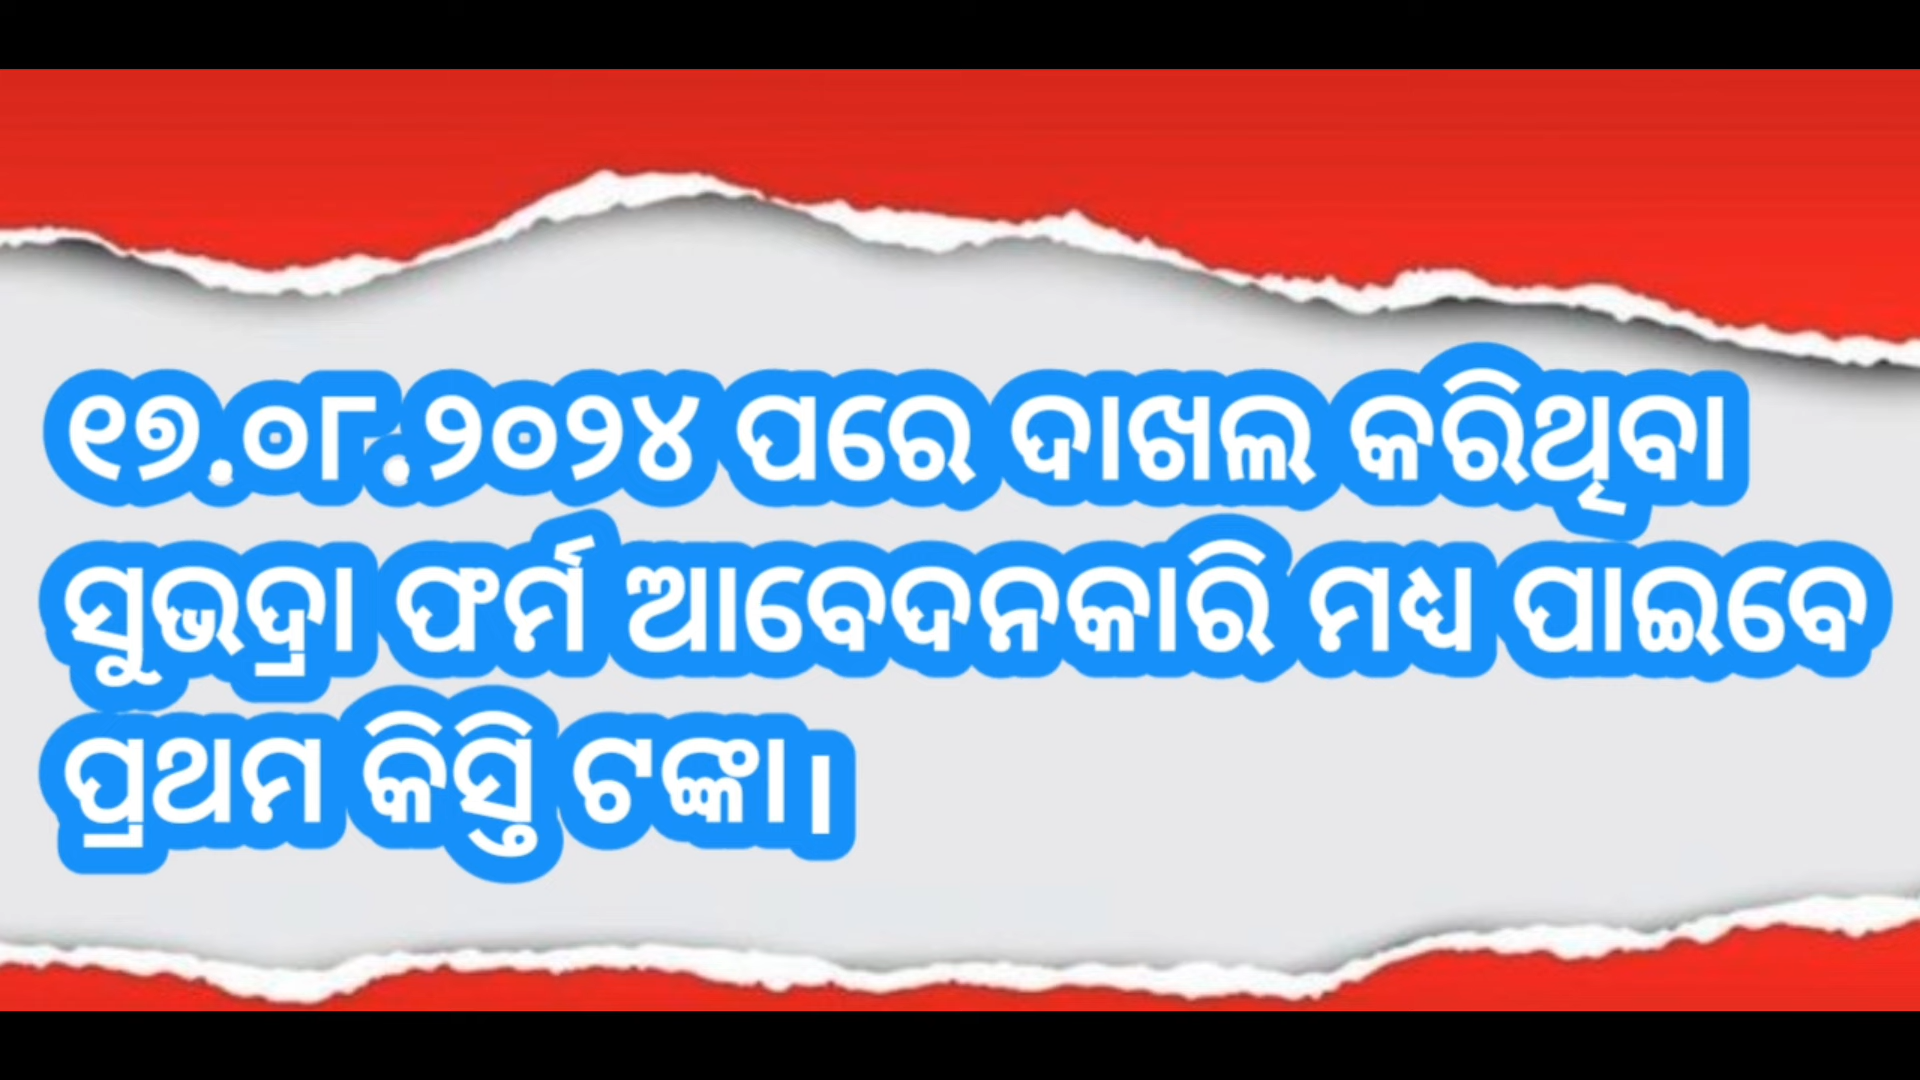 ୧୭.୦୮.୨୦୨୪ ପରେ ଦାଖଲ କରିଥିବା
ସୁଭଦ୍ରା ଫର୍ମ ଆବେଦନକାରି ମଧ୍ୟ ପାଇବେ
ପ୍ରଥମ କିସ୍ତି ଟଙ୍କା।